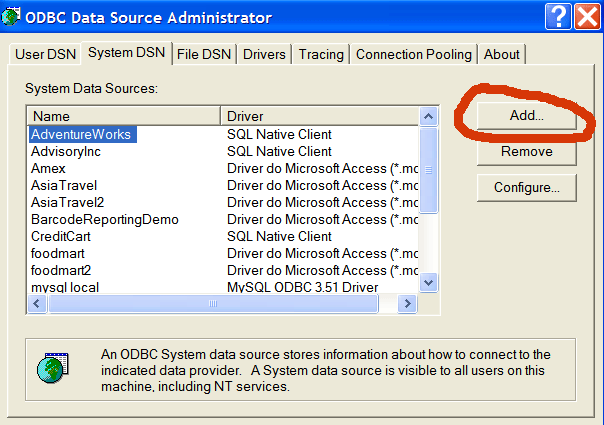 ODBC Data Source Administrator
User DSN System DSN File DSN Drivers Tracing Connection Pooling About
System Data Sources:
Name Driver
AdventureWorks SQL Native Client
AdvisoryInc SQL Native Client
Amex Driver do Microsoft Access (*.mc
AsiaTravel Driver do Microsoft Access (*.mc
AsiaTravel2 Driver do Microsoft Access (*.mc
BarcodeReportingDemo Driver do Microsoft Access (*.mc
CreditCart SQL Native Client
foodmart Driver do Microsoft Access (*.mc
foodmart2 Driver do Microsoft Access (*.mc
mysql local MySQL ODBC 3.51 Driver
Add...
Remove
Configure...
An ODBC System data source stores information about how to connect to the
indicated data provider. A System data source is visible to all users on this
machine, including NT services.